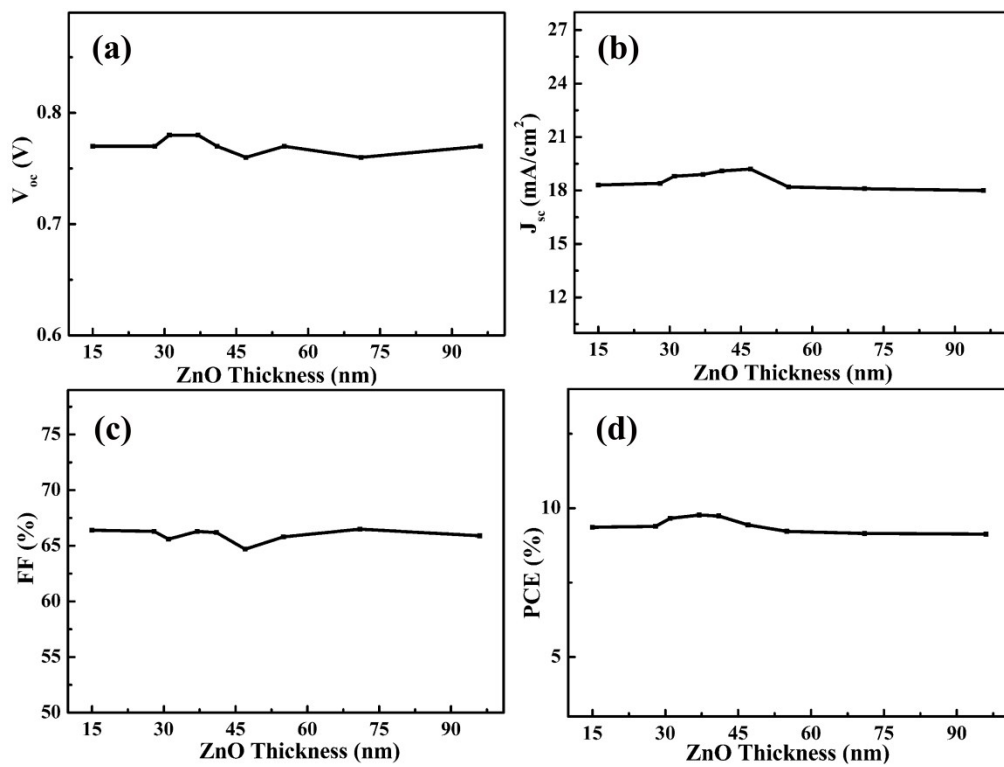 (a)
0.8
0.7
0.6
V_oc (V)
15 30 45 60 75 90
ZnO Thickness (nm)
(b)
27
24
21
18
15
12
J_sc (mA/cm²)
15 30 45 60 75 90
ZnO Thickness (nm)
(c)
75
70
65
60
55
50
FF (%)
15 30 45 60 75 90
ZnO Thickness (nm)
(d)
10
5
PCE (%)
15 30 45 60 75 90
ZnO Thickness (nm)